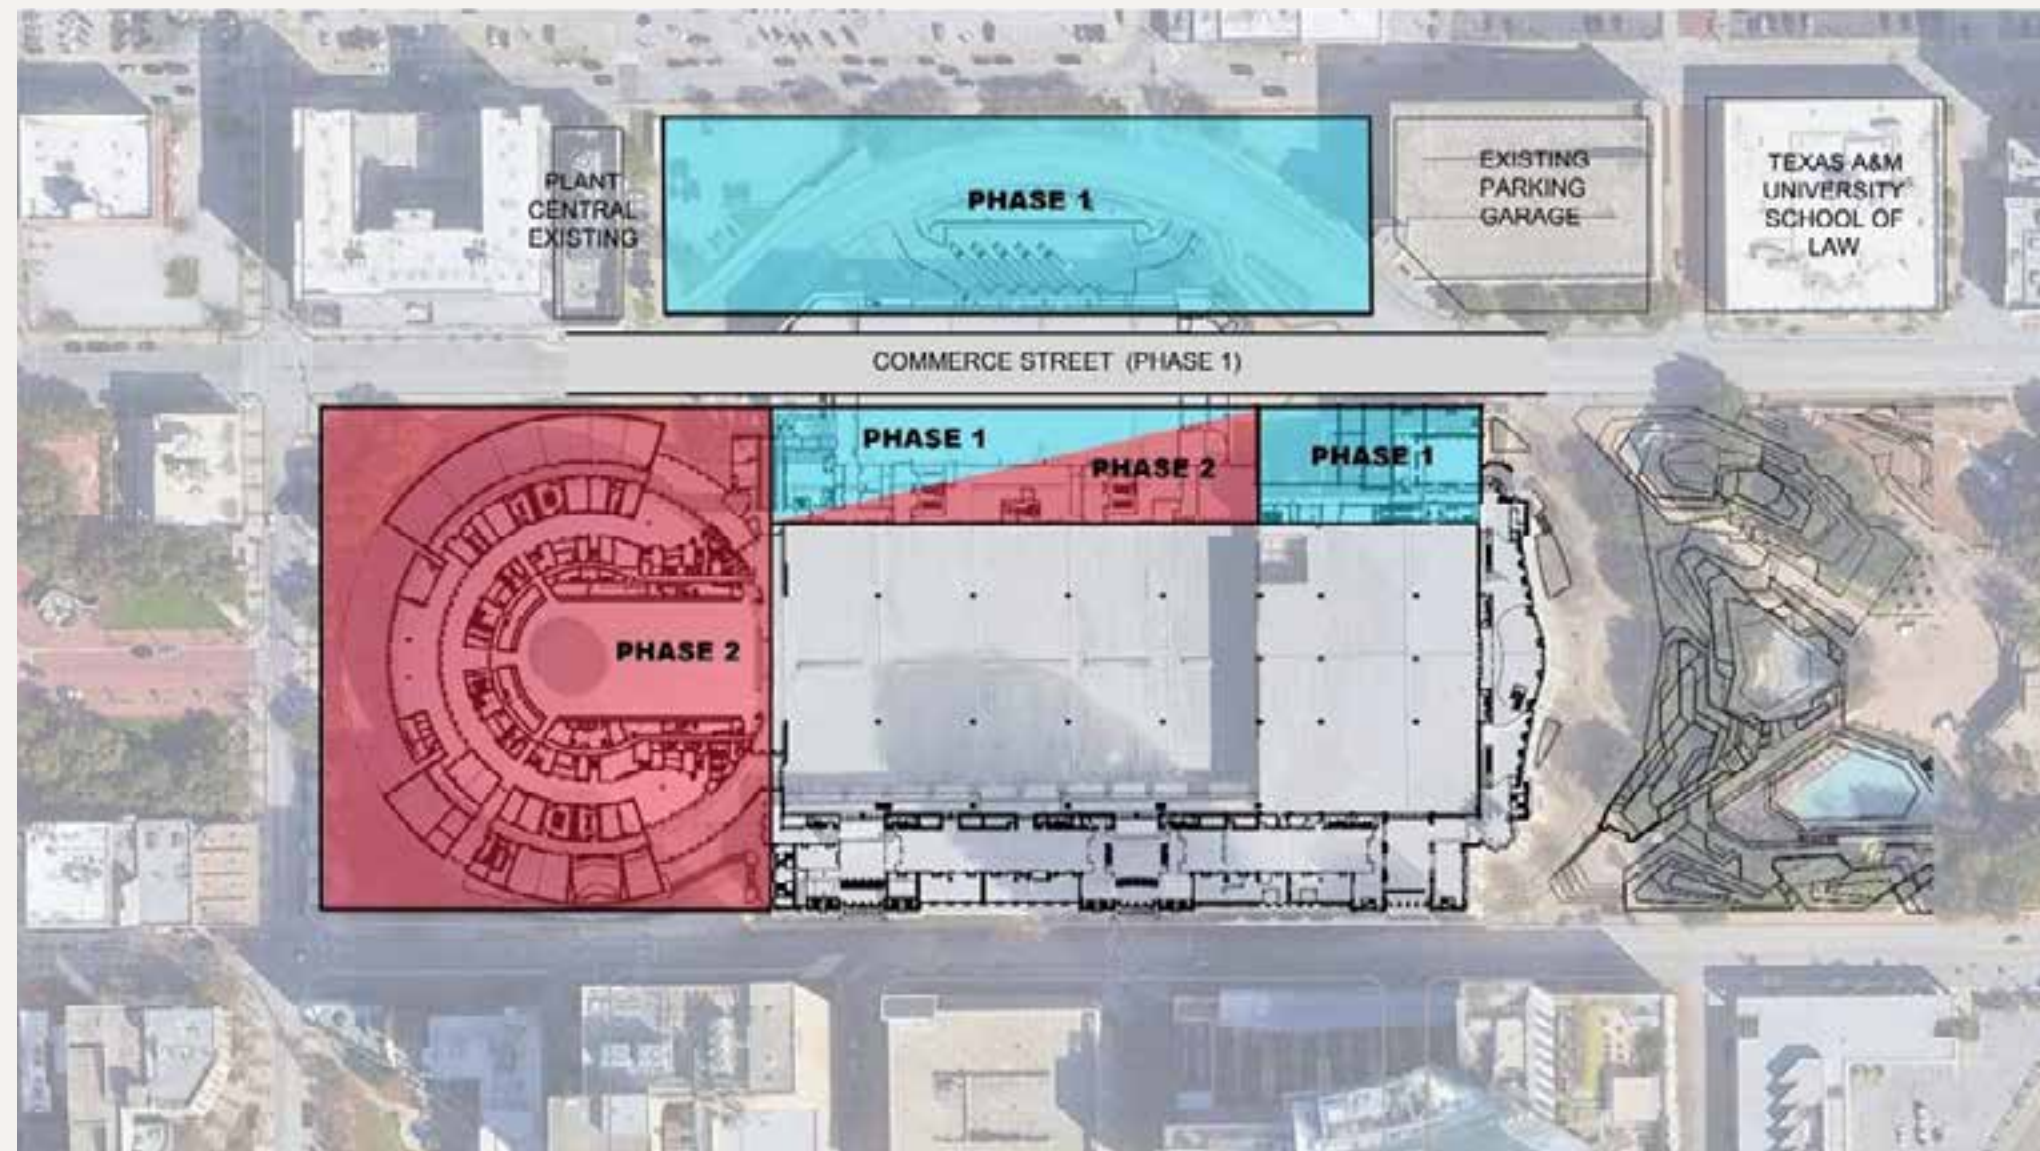 PHASE 1
PLANT
CENTRAL
EXISTING
EXISTING
PARKING
GARAGE
TEXAS A&M
UNIVERSITY
SCHOOL OF
LAW
COMMERCE STREET (PHASE 1)
PHASE 1
PHASE 2
PHASE 1
PHASE 2